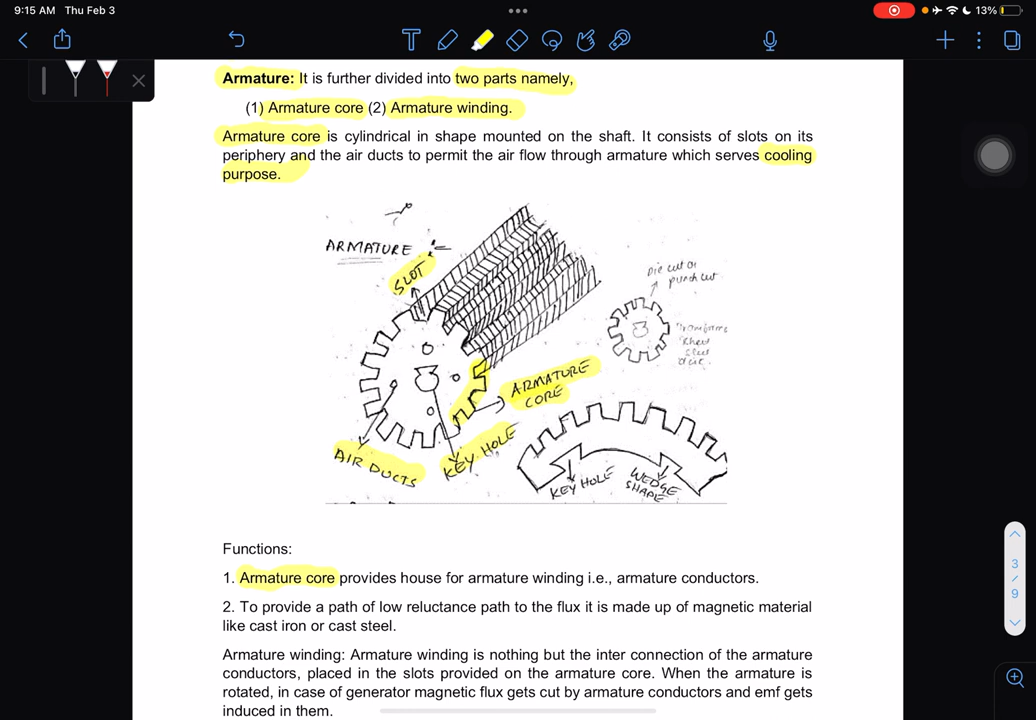 9:15 AM Thu Feb 3
13%
Armature: It is further divided into two parts namely,
(1) Armature core (2) Armature winding.
Armature core is cylindrical in shape mounted on the shaft. It consists of slots on its
periphery and the air ducts to permit the air flow through armature which serves cooling
purpose.
ARMATURE
SLOT
Die cut or
punch cut
ARMATURE
CORE
AIR DUCTS
KEY HOLE
KEY HOLE
WEDGE
SHAPE
3
/
9
Functions:
1. Armature core provides house for armature winding i.e., armature conductors.
2. To provide a path of low reluctance path to the flux it is made up of magnetic material
like cast iron or cast steel.
Armature winding: Armature winding is nothing but the inter connection of the armature
conductors, placed in the slots provided on the armature core. When the armature is
rotated, in case of generator magnetic flux gets cut by armature conductors and emf gets
induced in them.